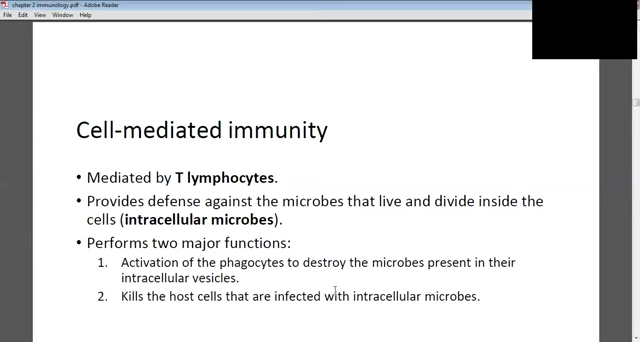 chapter 2 immunology.pdf - Adobe Reader
File Edit View Window Help
Cell-mediated immunity
• Mediated by T lymphocytes.
• Provides defense against the microbes that live and divide inside the
cells (intracellular microbes).
• Performs two major functions:
1. Activation of the phagocytes to destroy the microbes present in their
intracellular vesicles.
2. Kills the host cells that are infected with intracellular microbes.